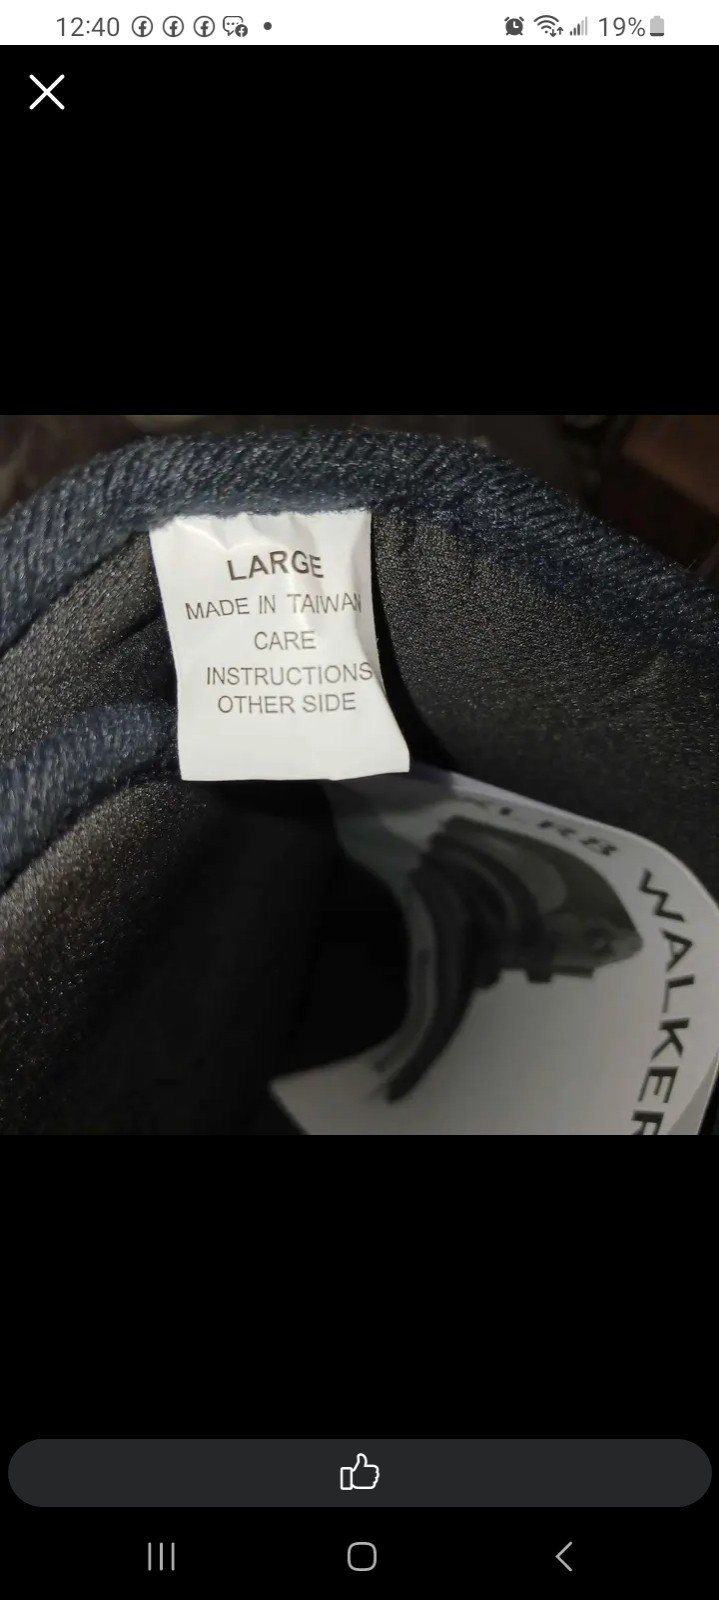 12:40
19%
LARGE
MADE IN TAIWAN
CARE
INSTRUCTIONS
OTHER SIDE
WALKER